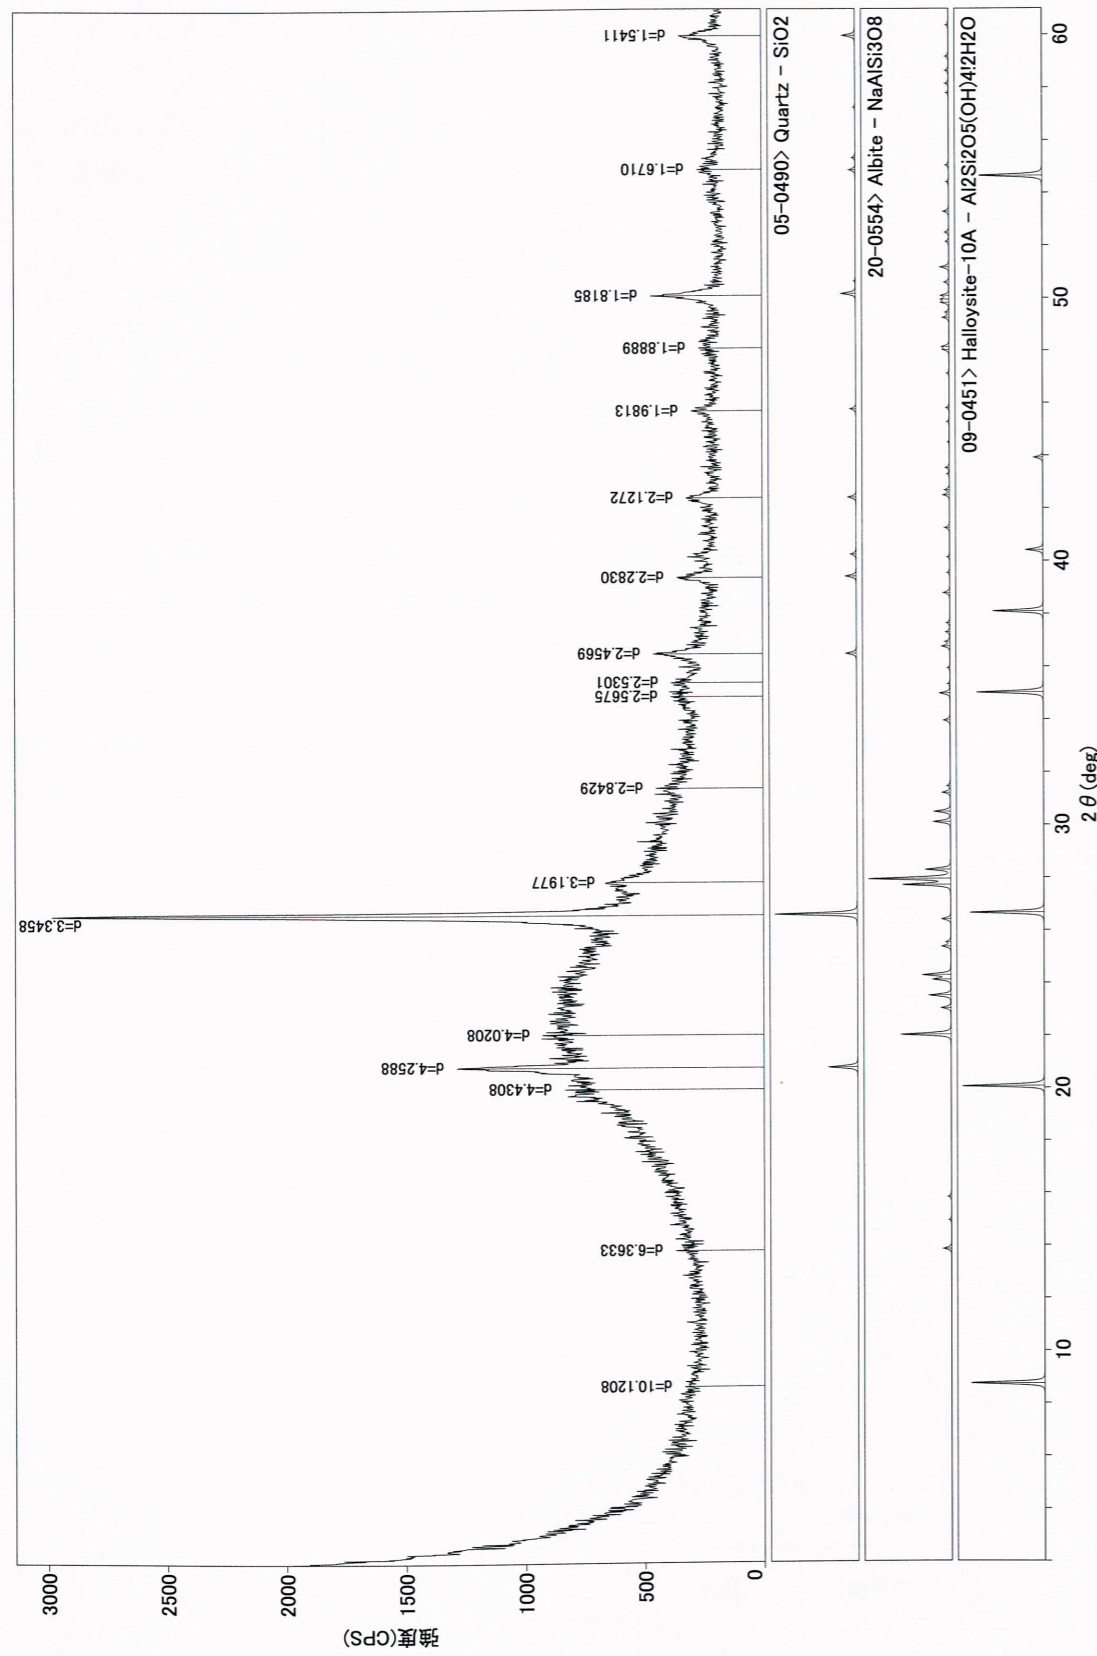 強度(CPS)
3000
2500
2000
1500
1000
500
0
d=10.1208
d=6.3633
d=4.4308
d=4.2588
d=4.0208
d=3.3458
d=3.1977
d=2.8429
d=2.5675
d=2.5301
d=2.4569
d=2.2830
d=2.1272
d=1.9813
d=1.8889
d=1.8185
d=1.6710
d=1.5411
05-0490> Quartz - SiO2
20-0554> Albite - NaAlSi3O8
09-0451> Halloysite-10A - Al2Si2O5(OH)4!2H2O
10
20
30
40
50
60
2θ(deg)